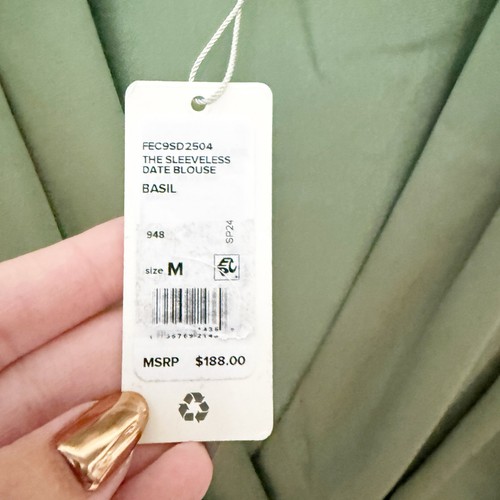 FEC9SD2504
THE SLEEVELESS
DATE BLOUSE
BASIL
948
SP24
size M
MSRP $188.00